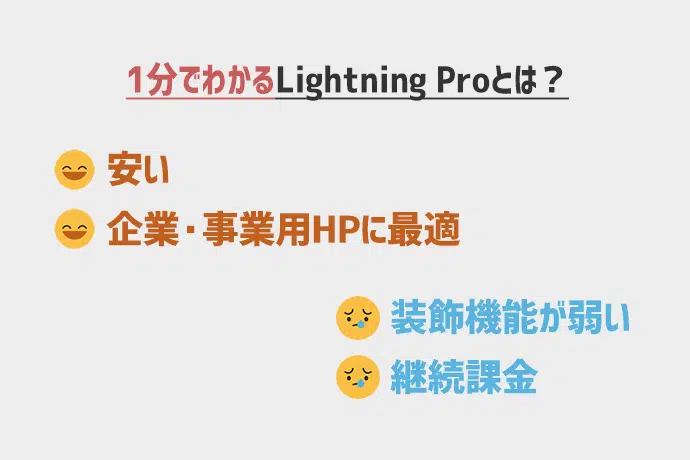 1分でわかるLightning Proとは？
安い
企業・事業用HPに最適
装飾機能が弱い
継続課金